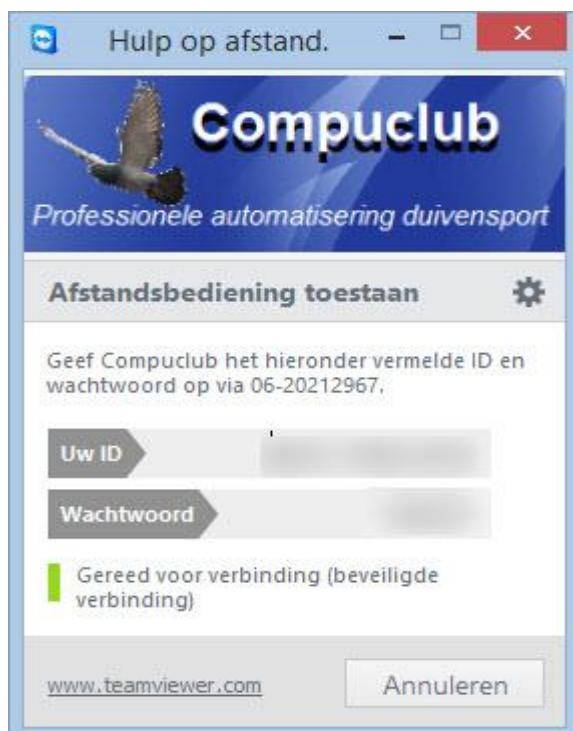 Hulp op afstand.
Compuclub
Professionele automatisering duivensport
Afstandsbediening toestaan
Geef Compuclub het hieronder vermelde ID en
wachtwoord op via 06-20212967.
Uw ID
Wachtwoord
Gereed voor verbinding (beveiligde
verbinding)
www.teamviewer.com
Annuleren